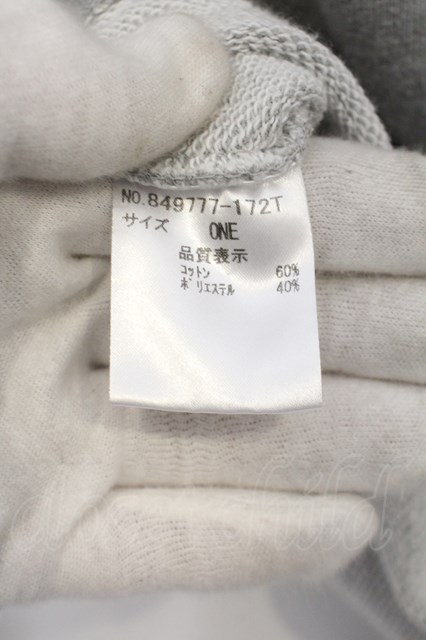 NO.849777-172T
サイズ ONE
品質表示
コットン 60%
ポリエステル 40%